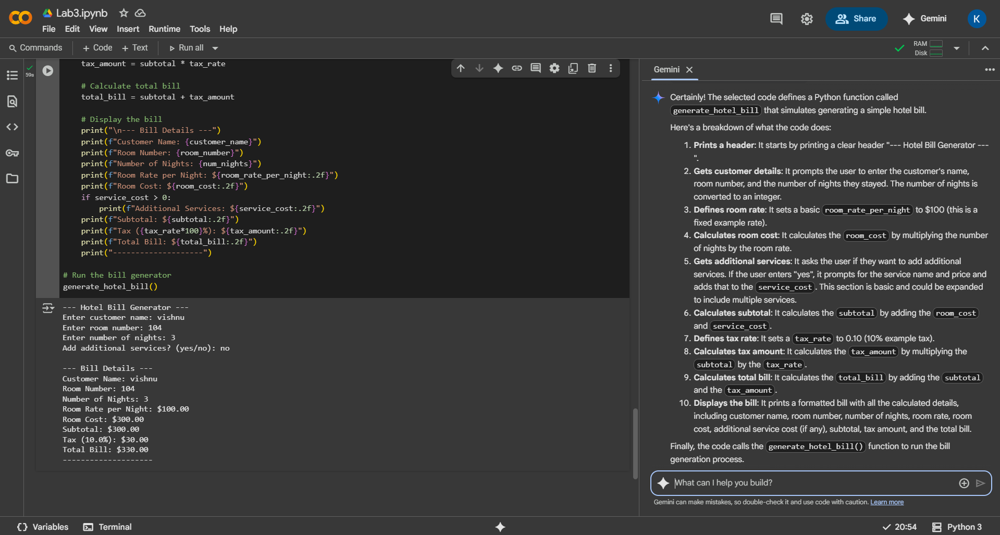 Lab3.ipynb
File Edit View Insert Runtime Tools Help
Share
Gemini
K
Commands + Code + Text Run all
RAM
Disk
59s
tax_amount = subtotal * tax_rate
# Calculate total bill
total_bill = subtotal + tax_amount
# Display the bill
print("\n--- Bill Details ---")
print(f"Customer Name: {customer_name}")
print(f"Room Number: {room_number}")
print(f"Number of Nights: {num_nights}")
print(f"Room Rate per Night: ${room_rate_per_night:.2f}")
print(f"Room Cost: ${room_cost:.2f}")
if service_cost > 0:
print(f"Additional Services: ${service_cost:.2f}")
print(f"Subtotal: ${subtotal:.2f}")
print(f"Tax ({tax_rate*100}%): ${tax_amount:.2f}")
print(f"Total Bill: ${total_bill:.2f}")
print("--------------------")
# Run the bill generator
generate_hotel_bill()
--- Hotel Bill Generator ---
Enter customer name: vishnu
Enter room number: 104
Enter number of nights: 3
Add additional services? (yes/no): no
--- Bill Details ---
Customer Name: vishnu
Room Number: 104
Number of Nights: 3
Room Rate per Night: $100.00
Room Cost: $300.00
Subtotal: $300.00
Tax (10.0%): $30.00
Total Bill: $330.00
--------------------
Gemini
Certainly! The selected code defines a Python function called
generate_hotel_bill that simulates generating a simple hotel bill.
Here's a breakdown of what the code does:
1. Prints a header: It starts by printing a clear header "--- Hotel Bill Generator ---
".
2. Gets customer details: It prompts the user to enter the customer's name,
room number, and the number of nights they stayed. The number of nights is
converted to an integer.
3. Defines room rate: It sets a basic room_rate_per_night to $100 (this is a
fixed example rate).
4. Calculates room cost: It calculates the room_cost by multiplying the number
of nights by the room rate.
5. Gets additional services: It asks the user if they want to add additional
services. If the user enters "yes", it prompts for the service name and price and
adds that to the service_cost. This section is basic and could be expanded
to include multiple services.
6. Calculates subtotal: It calculates the subtotal by adding the room_cost
and service_cost.
7. Defines tax rate: It sets a tax_rate to 0.10 (10% example tax).
8. Calculates tax amount: It calculates the tax_amount by multiplying the
subtotal by the tax_rate.
9. Calculates total bill: It calculates the total_bill by adding the subtotal
and the tax_amount.
10. Displays the bill: It prints a formatted bill with all the calculated details,
including customer name, room number, number of nights, room rate, room
cost, additional service cost (if any), subtotal, tax amount, and the total bill.
Finally, the code calls the generate_hotel_bill() function to run the bill
generation process.
What can I help you build?
Gemini can make mistakes, so double-check it and use code with caution. Learn more
Variables Terminal
20:54 Python 3